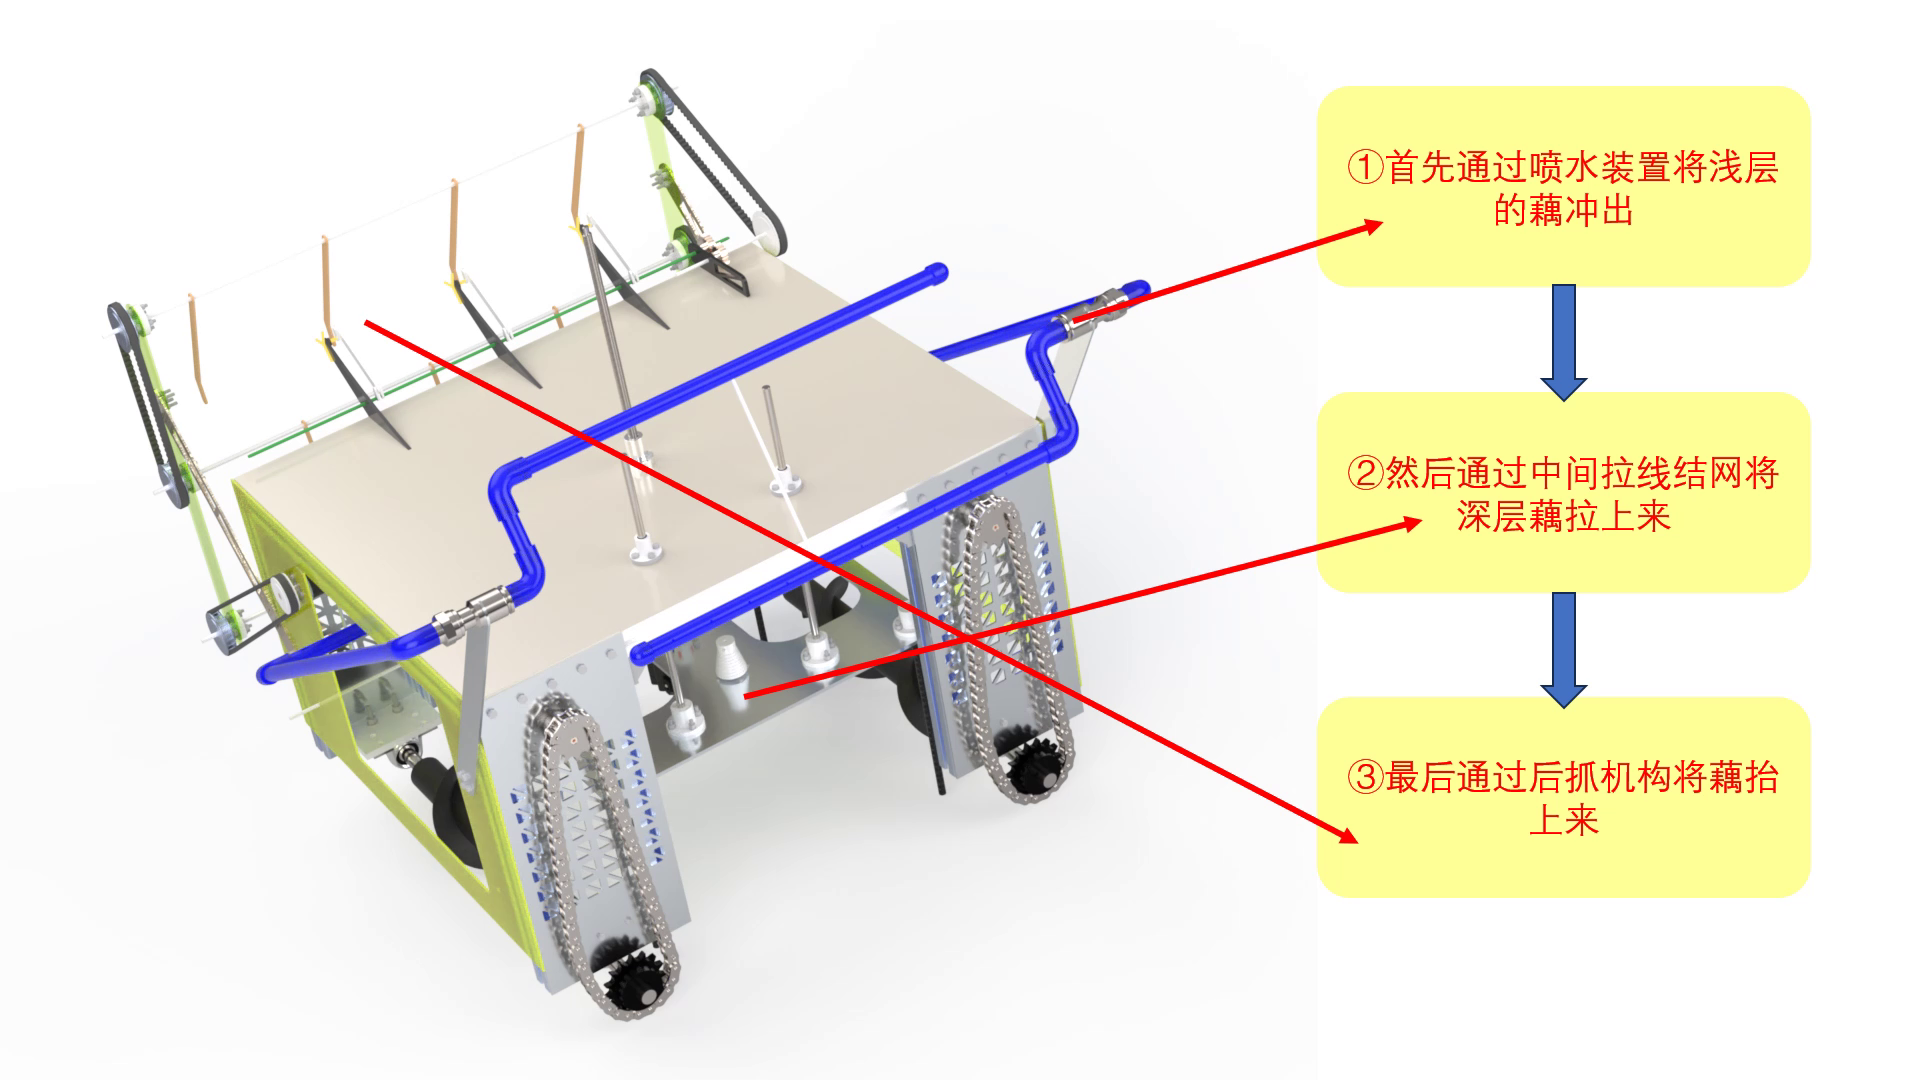 ①首先通过喷水装置将浅层
的藕冲出
②然后通过中间拉线结网将
深层藕拉上来
③最后通过后抓机构将藕抬
上来